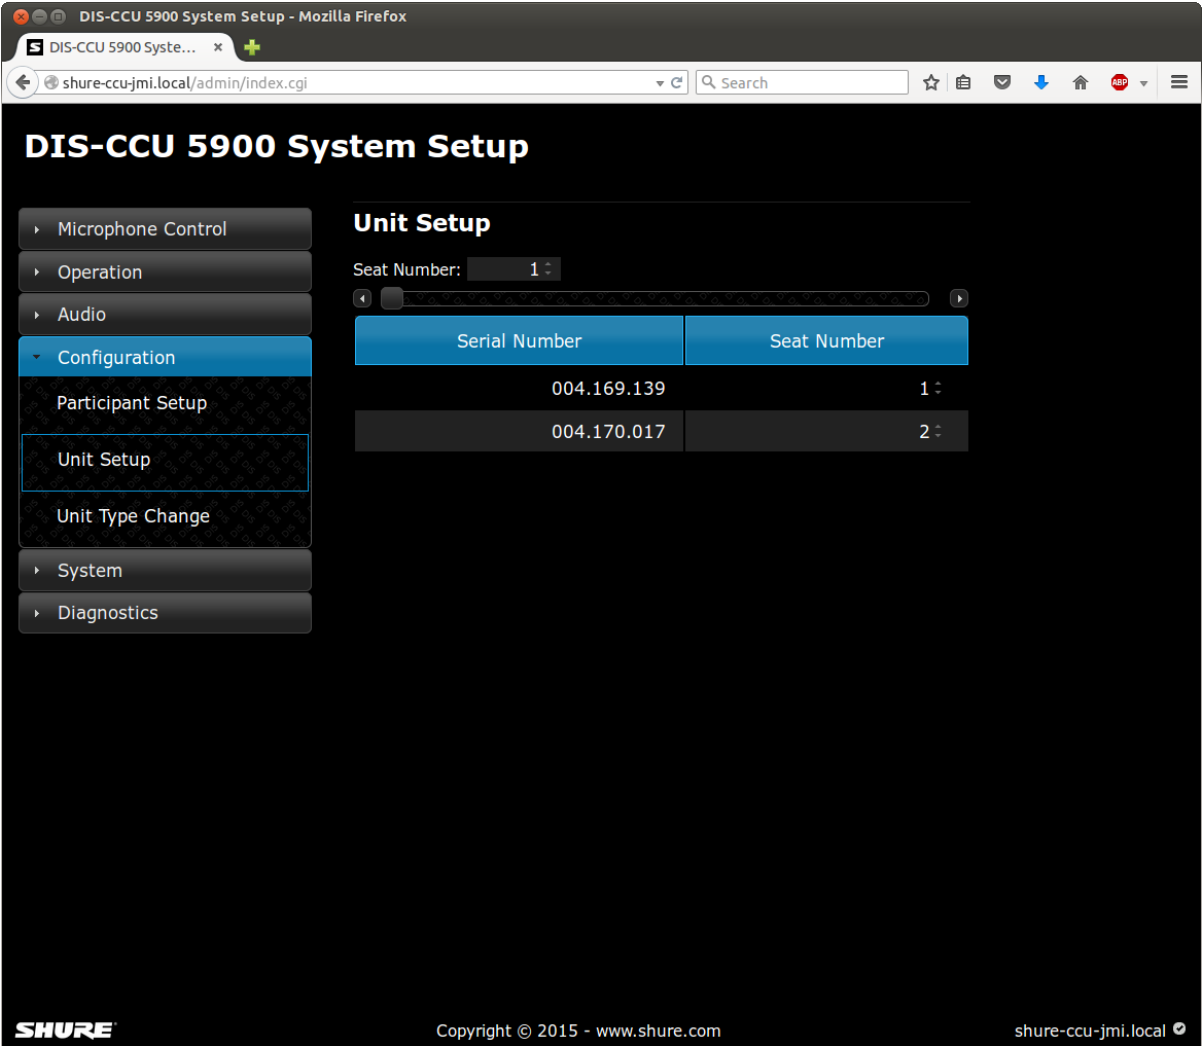 DIS-CCU 5900 System Setup - Mozilla Firefox
DIS-CCU 5900 Syste...
shure-ccu-jmi.local/admin/index.cgi
Search
ABP
DIS-CCU 5900 System Setup
Microphone Control
Operation
Audio
Configuration
Participant Setup
Unit Setup
Unit Type Change
System
Diagnostics
Unit Setup
Seat Number: 1
Serial Number Seat Number
004.169.139 1
004.170.017 2
SHURE
Copyright © 2015 - www.shure.com
shure-ccu-jmi.local